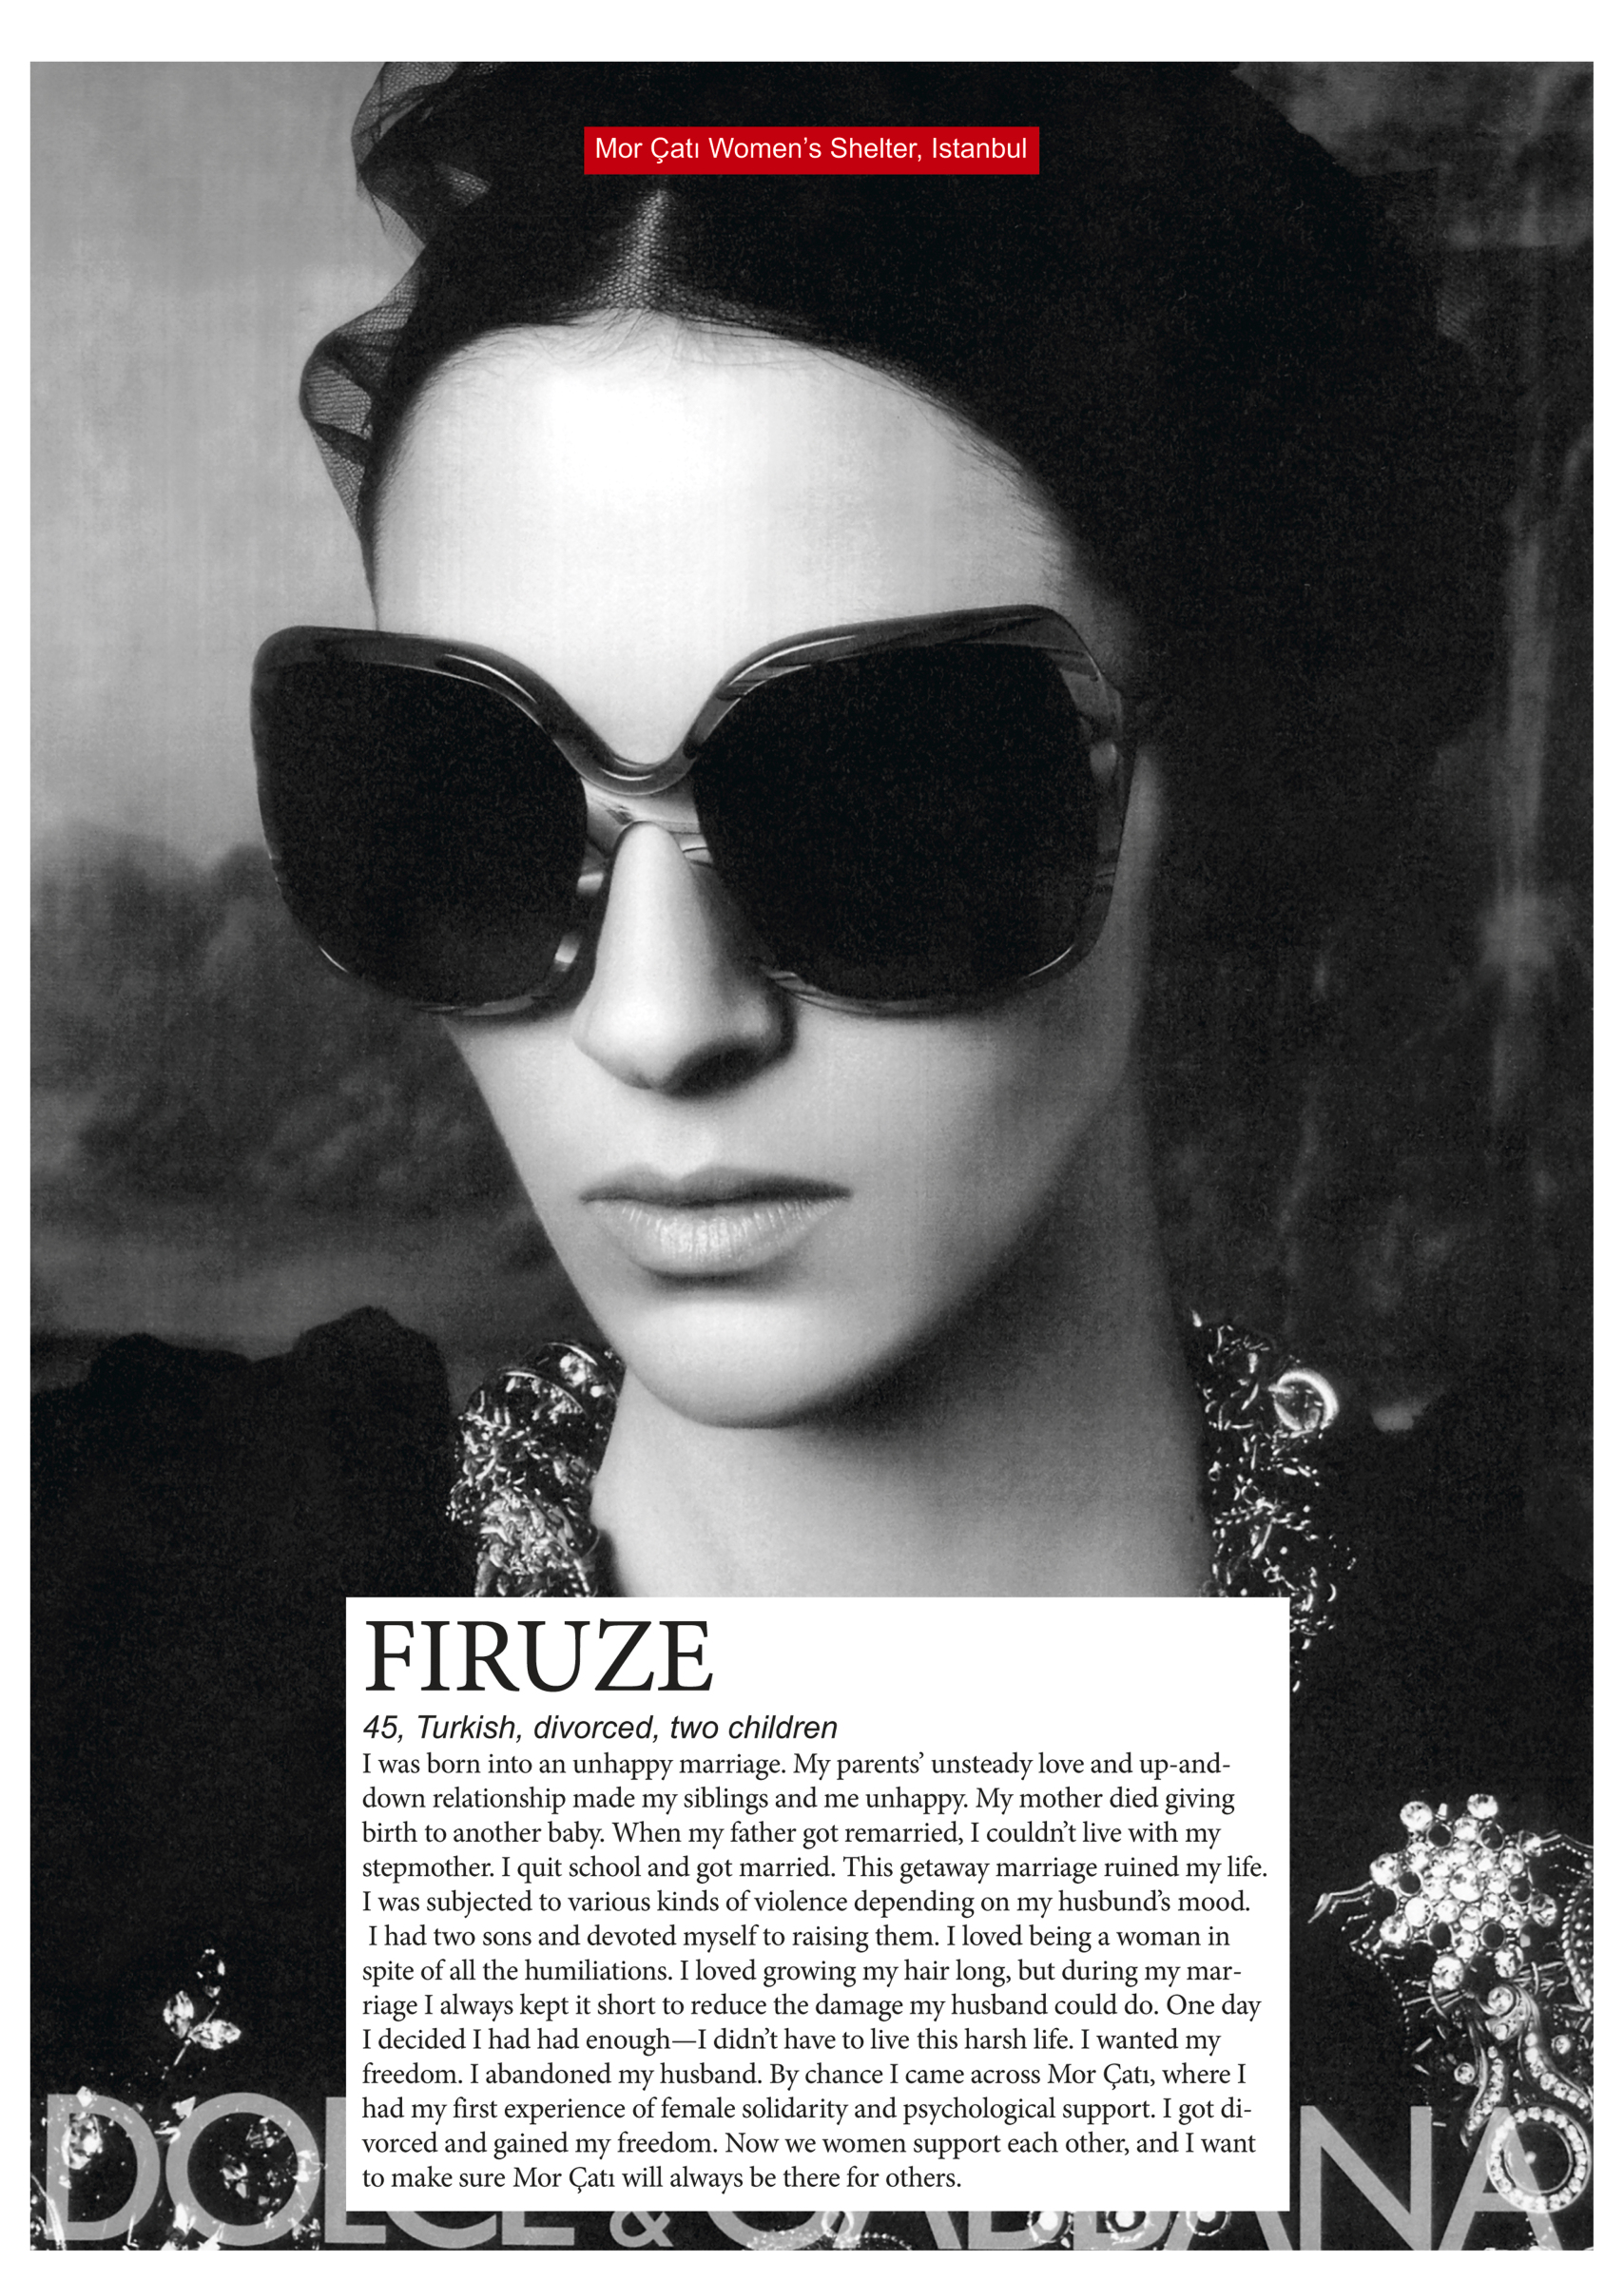 Mor Çatı Women’s Shelter, Istanbul
FIRUZE
45, Turkish, divorced, two children
I was born into an unhappy marriage. My parents’ unsteady love and up-and-
down relationship made my siblings and me unhappy. My mother died giving
birth to another baby. When my father got remarried, I couldn’t live with my
stepmother. I quit school and got married. This getaway marriage ruined my life.
I was subjected to various kinds of violence depending on my husbund’s mood.
I had two sons and devoted myself to raising them. I loved being a woman in
spite of all the humiliations. I loved growing my hair long, but during my mar-
riage I always kept it short to reduce the damage my husband could do. One day
I decided I had had enough—I didn’t have to live this harsh life. I wanted my
freedom. I abandoned my husband. By chance I came across Mor Çatı, where I
had my first experience of female solidarity and psychological support. I got di-
vorced and gained my freedom. Now we women support each other, and I want
to make sure Mor Çatı will always be there for others.
DOLCE & GABBANA